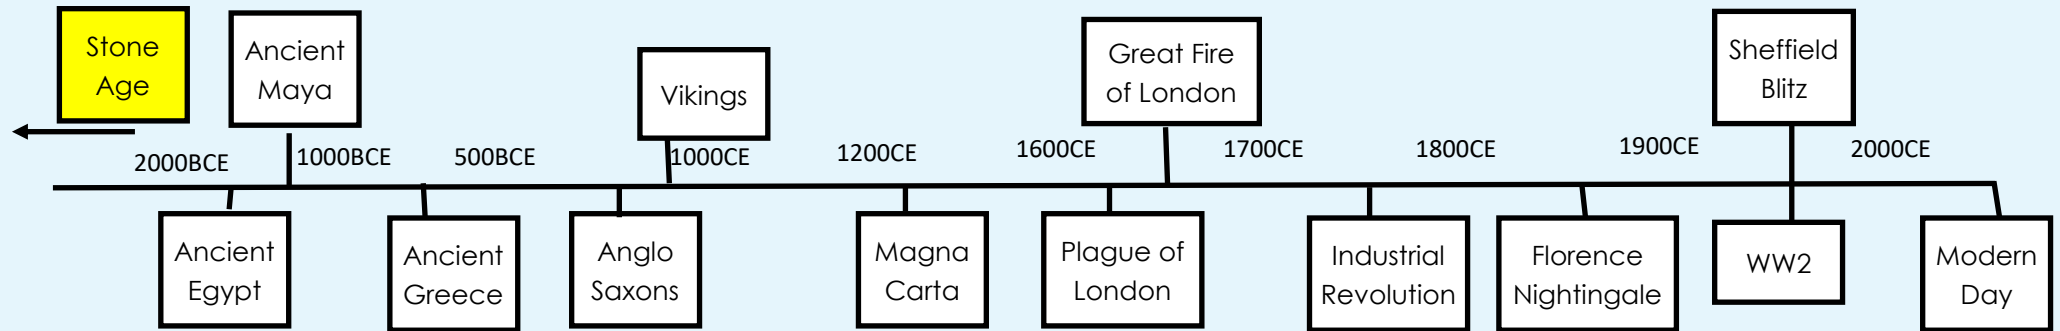 Stone
Age
Ancient
Maya
Vikings
Great Fire
of London
Sheffield
Blitz
2000BCE
1000BCE
500BCE
1000CE
1200CE
1600CE
1700CE
1800CE
1900CE
2000CE
Ancient
Egypt
Ancient
Greece
Anglo
Saxons
Magna
Carta
Plague of
London
Industrial
Revolution
Florence
Nightingale
WW2
Modern
Day